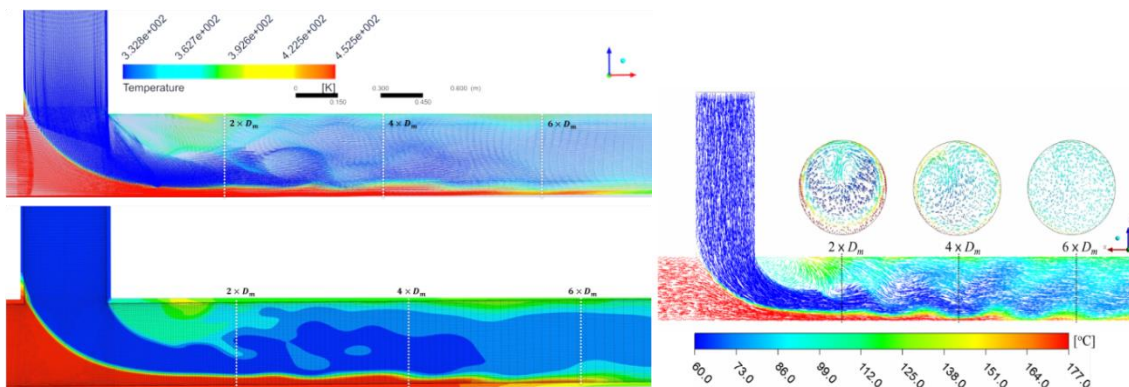 3.328e+002
3.627e+002
3.926e+002
4.225e+002
4.525e+002
Temperature [K]
0 0.300 0.600 (m)
0.150 0.450
2 × Dm 4 × Dm 6 × Dm
2 × Dm 4 × Dm 6 × Dm
2 x Dm 4 x Dm 6 x Dm
[°C]
60.0 73.0 86.0 99.0 112.0 125.0 138.0 151.0 164.0 177.0